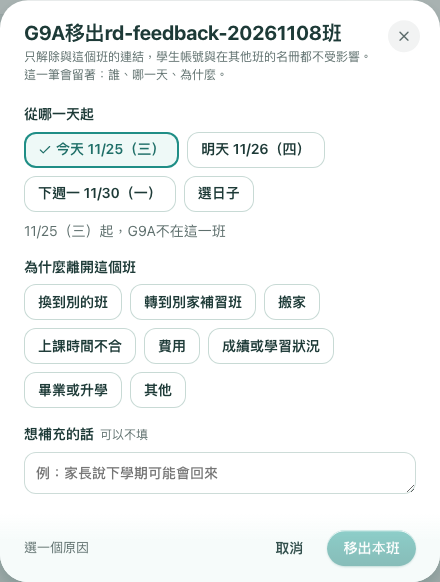 G9A移出rd-feedback-20261108班
只解除與這個班的連結，學生帳號與在其他班的名冊都不受影響。
這一筆會留著：誰、哪一天、為什麼。
從哪一天起
今天 11/25（三） 明天 11/26（四）
下週一 11/30（一） 選日子
11/25（三）起，G9A不在這一班
為什麼離開這個班
換到別的班 轉到別家補習班 搬家
上課時間不合 費用 成績或學習狀況
畢業或升學 其他
想補充的話 可以不填
例：家長說下學期可能會回來
選一個原因 取消 移出本班